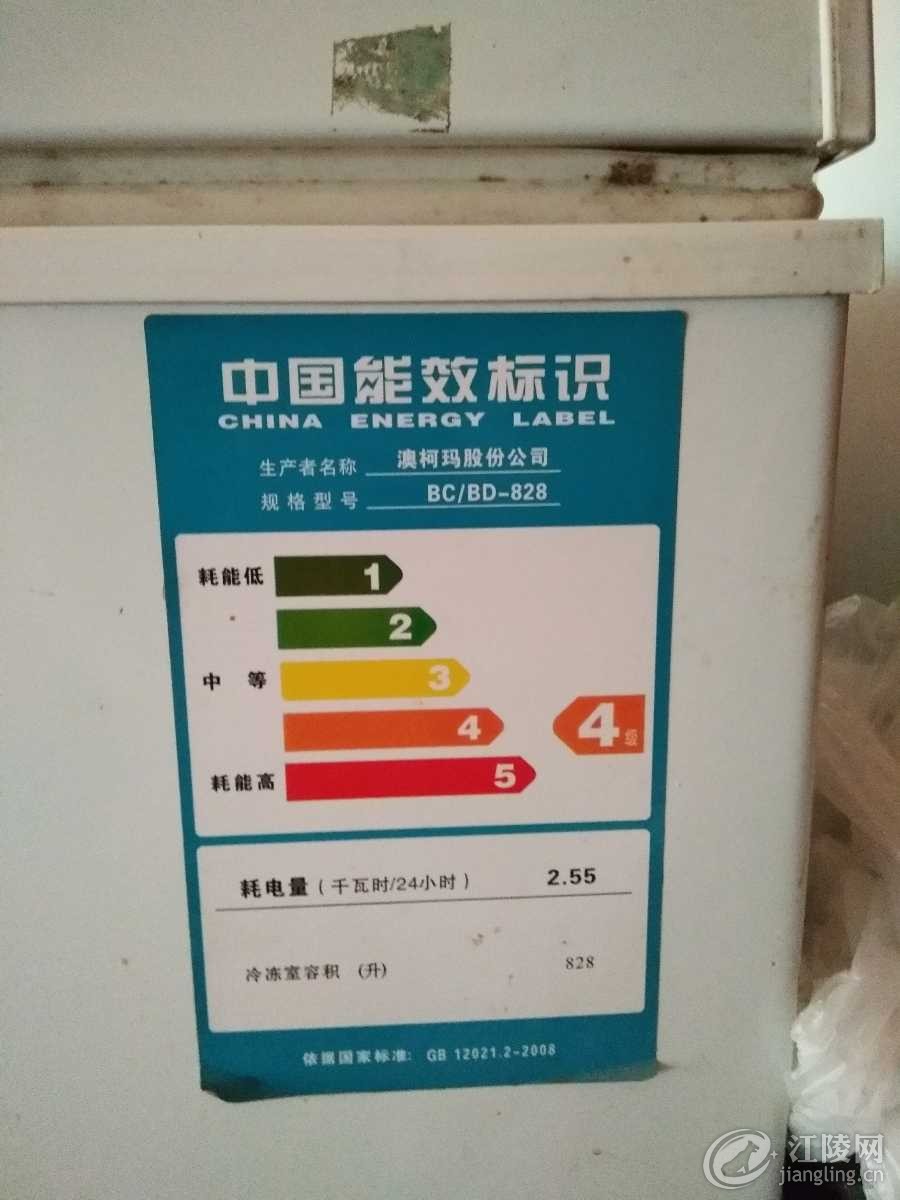 中国能效标识
CHINA ENERGY LABEL
生产者名称 澳柯玛股份公司
规格型号 BC/BD-828
耗能低 1
2
中 等 3
4 4级
耗能高 5
耗电量(千瓦时/24小时) 2.55
冷冻室容积 (升) 828
依据国家标准: GB 12021.2-2008
江陵网
jiangling.cn